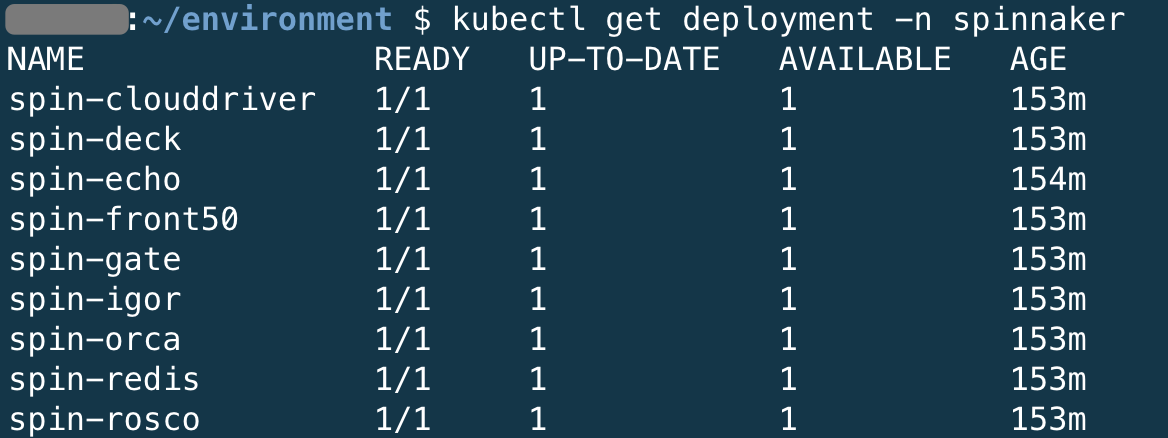 :~/environment $ kubectl get deployment -n spinnaker
NAME READY UP-TO-DATE AVAILABLE AGE
spin-clouddriver 1/1 1 1 153m
spin-deck 1/1 1 1 153m
spin-echo 1/1 1 1 154m
spin-front50 1/1 1 1 153m
spin-gate 1/1 1 1 153m
spin-igor 1/1 1 1 153m
spin-orca 1/1 1 1 153m
spin-redis 1/1 1 1 153m
spin-rosco 1/1 1 1 153m